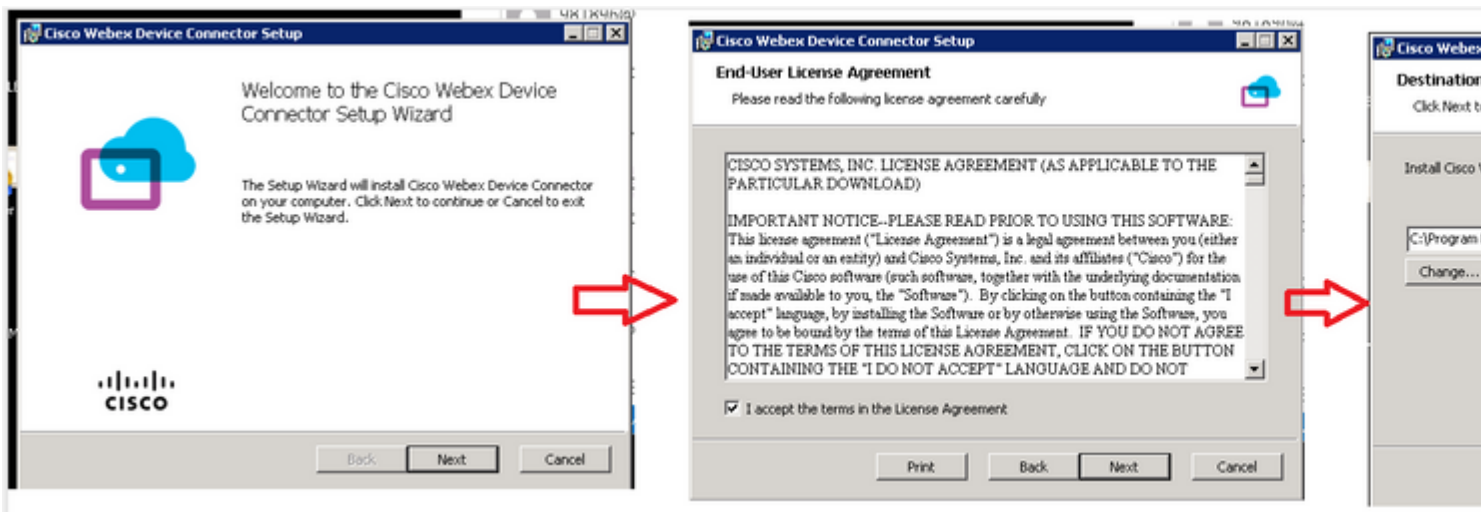 Cisco Webex Device Connector Setup
Welcome to the Cisco Webex Device
Connector Setup Wizard
The Setup Wizard will install Cisco Webex Device Connector
on your computer. Click Next to continue or Cancel to exit
the Setup Wizard.
CISCO
Back
Next
Cancel
Cisco Webex Device Connector Setup
End-User License Agreement
Please read the following license agreement carefully
CISCO SYSTEMS, INC. LICENSE AGREEMENT (AS APPLICABLE TO THE
PARTICULAR DOWNLOAD)
IMPORTANT NOTICE--PLEASE READ PRIOR TO USING THIS SOFTWARE:
This license agreement ("License Agreement") is a legal agreement between you (either
an individual or an entity) and Cisco Systems, Inc. and its affiliates ("Cisco") for the
use of this Cisco software (such software, together with the underlying documentation
if made available to you, the "Software"). By clicking on the button containing the "I
accept" language, by installing the Software or by otherwise using the Software, you
agree to be bound by the terms of this License Agreement. IF YOU DO NOT AGREE
TO THE TERMS OF THIS LICENSE AGREEMENT, CLICK ON THE BUTTON
CONTAINING THE "I DO NOT ACCEPT" LANGUAGE AND DO NOT
I accept the terms in the License Agreement
Print
Back
Next
Cancel
Cisco Webex
Destination
Click Next t
Install Cisco
C:\Program
Change...